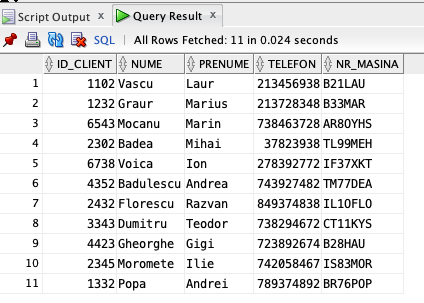 Script Output × Query Result ×
SQL | All Rows Fetched: 11 in 0.024 seconds
ID_CLIENT NUME PRENUME TELEFON NR_MASINA
1 1102 Vascu Laur 213456938 B21LAU
2 1232 Graur Marius 213728348 B33MAR
3 6543 Mocanu Marin 738463728 AR80YHS
4 2302 Badea Mihai 37823938 TL99MEH
5 6738 Voica Ion 278392772 IF37XKT
6 4352 Badulescu Andrea 743927482 TM77DEA
7 2432 Florescu Razvan 849374838 IL10FLO
8 3343 Dumitru Teodor 738294672 CT11KYS
9 4423 Gheorghe Gigi 723892674 B28HAU
10 2345 Moromete Ilie 742058467 IS83MOR
11 1332 Popa Andrei 789374892 BR76POP